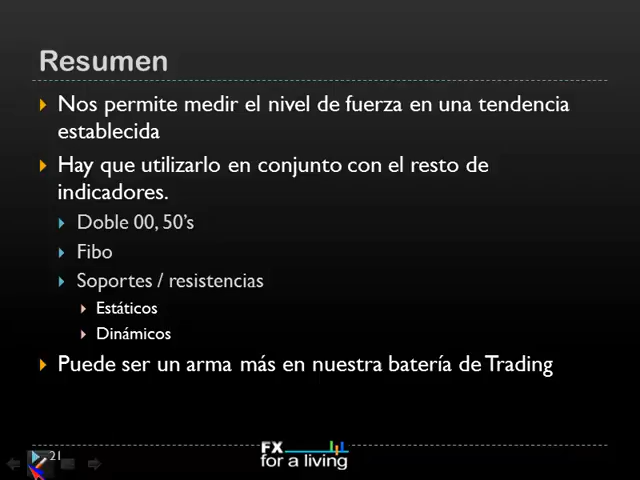 Resumen
Nos permite medir el nivel de fuerza en una tendencia
establecida
Hay que utilizarlo en conjunto con el resto de
indicadores.
Doble 00, 50's
Fibo
Soportes / resistencias
Estáticos
Dinámicos
Puede ser un arma más en nuestra batería de Trading
21
FX
for a living